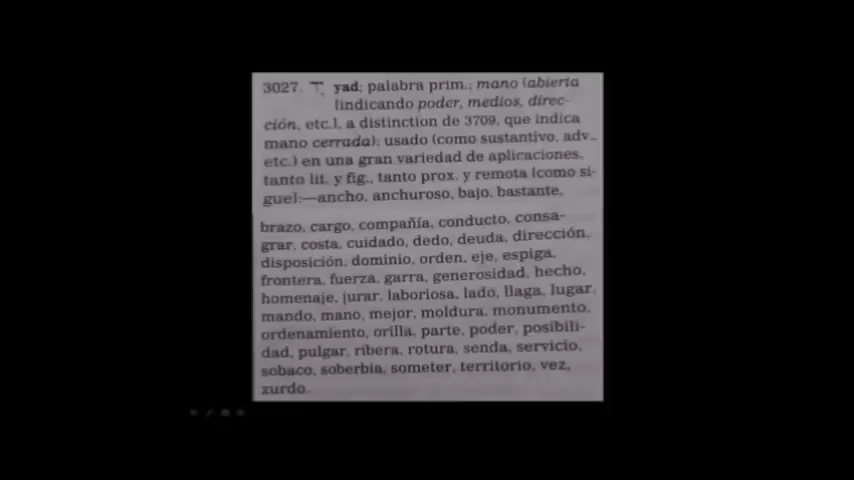 3027. יָד yad; palabra prim.; mano (abierta
[indicando poder, medios, direc-
ción, etc.], a distinction de 3709, que indica
mano cerrada); usado (como sustantivo, adv.,
etc.) en una gran variedad de aplicaciones,
tanto lit. y fig., tanto prox. y remota (como si-
gue):—ancho, anchuroso, bajo, bastante,
brazo, cargo, compañía, conducto, consa-
grar, costa, cuidado, dedo, deuda, dirección,
disposición, dominio, orden, eje, espiga,
frontera, fuerza, garra, generosidad, hecho,
homenaje, jurar, laboriosa, lado, llaga, lugar,
mando, mano, mejor, moldura, monumento,
ordenamiento, orilla, parte, poder, posibili-
dad, pulgar, ribera, rotura, senda, servicio,
sobaco, soberbia, someter, territorio, vez,
zurdo.